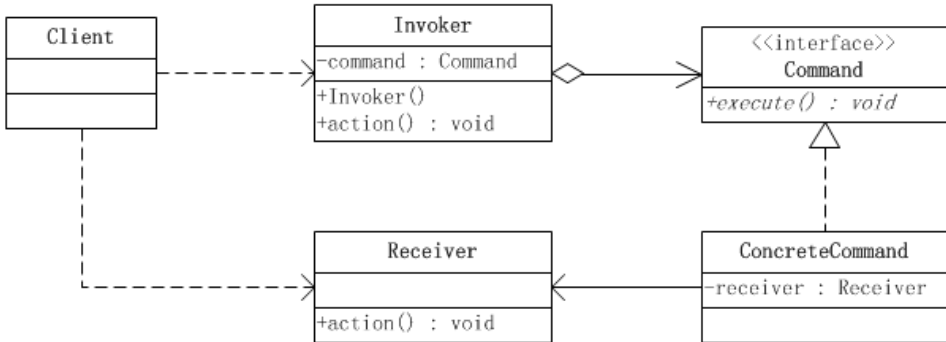 Client
Invoker
-command : Command
+Invoker()
+action() : void
<<interface>>
Command
+execute() : void
Receiver
+action() : void
ConcreteCommand
-receiver : Receiver